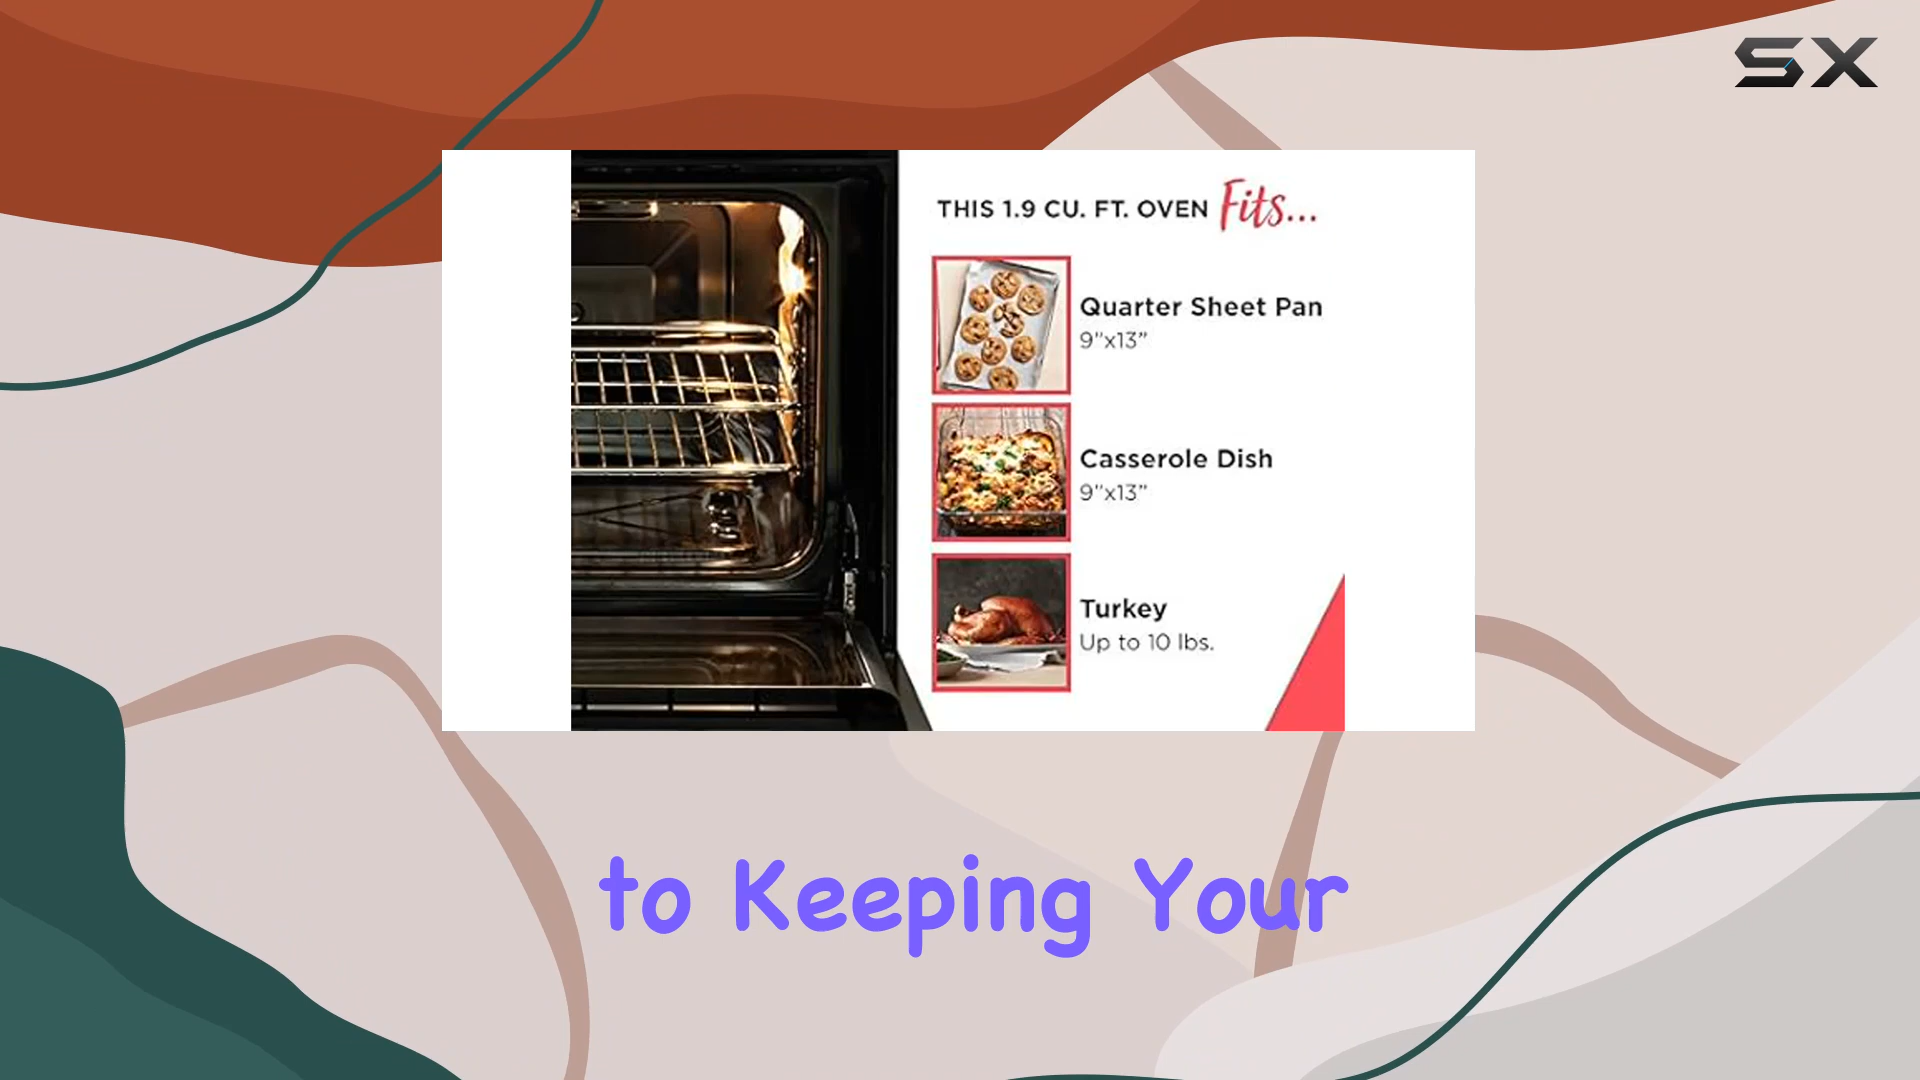 SX
THIS 1.9 CU. FT. OVEN Fits...
Quarter Sheet Pan
9"x13"
Casserole Dish
9"x13"
Turkey
Up to 10 lbs.
to Keeping Your